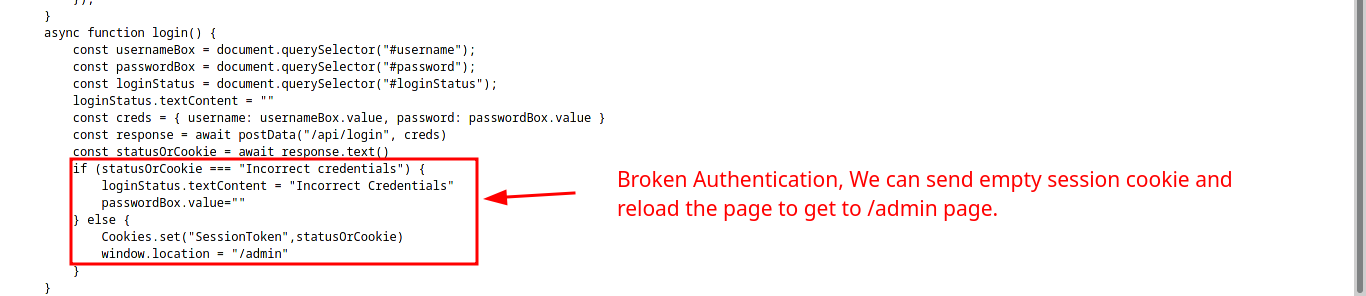 });
}
async function login() {
const usernameBox = document.querySelector("#username");
const passwordBox = document.querySelector("#password");
const loginStatus = document.querySelector("#loginStatus");
loginStatus.textContent = ""
const creds = { username: usernameBox.value, password: passwordBox.value }
const response = await postData("/api/login", creds)
const statusOrCookie = await response.text()
if (statusOrCookie === "Incorrect credentials") {
loginStatus.textContent = "Incorrect Credentials"
passwordBox.value=""
} else {
Cookies.set("SessionToken",statusOrCookie)
window.location = "/admin"
}
}
Broken Authentication, We can send empty session cookie and
reload the page to get to /admin page.